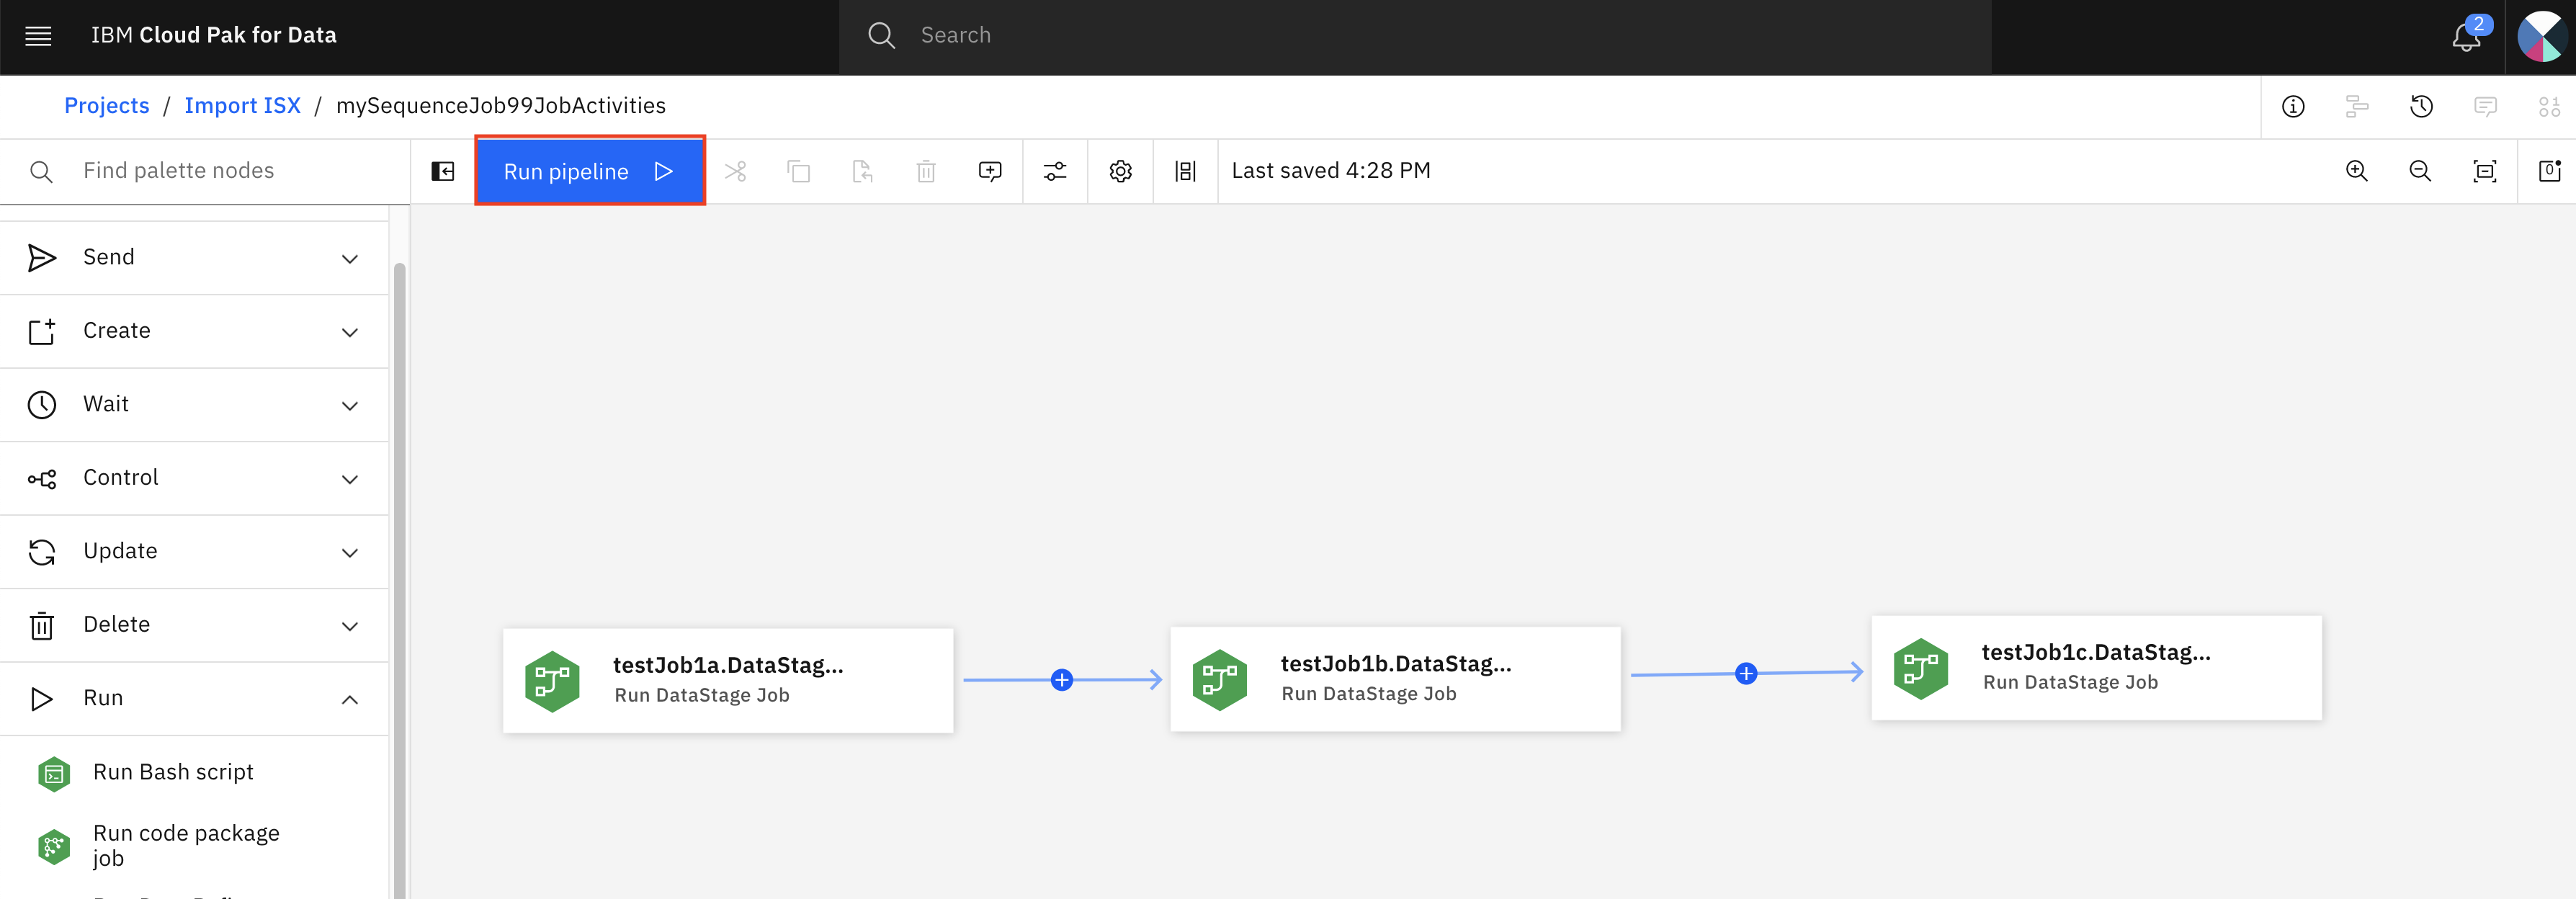 IBM Cloud Pak for Data
Search
2
Projects / Import ISX / mySequenceJob99JobActivities
Find palette nodes
Run pipeline
Last saved 4:28 PM
0
Send
Create
Wait
Control
Update
Delete
Run
Run Bash script
Run code package
job
testJob1a.DataStag...
Run DataStage Job
testJob1b.DataStag...
Run DataStage Job
testJob1c.DataStag...
Run DataStage Job